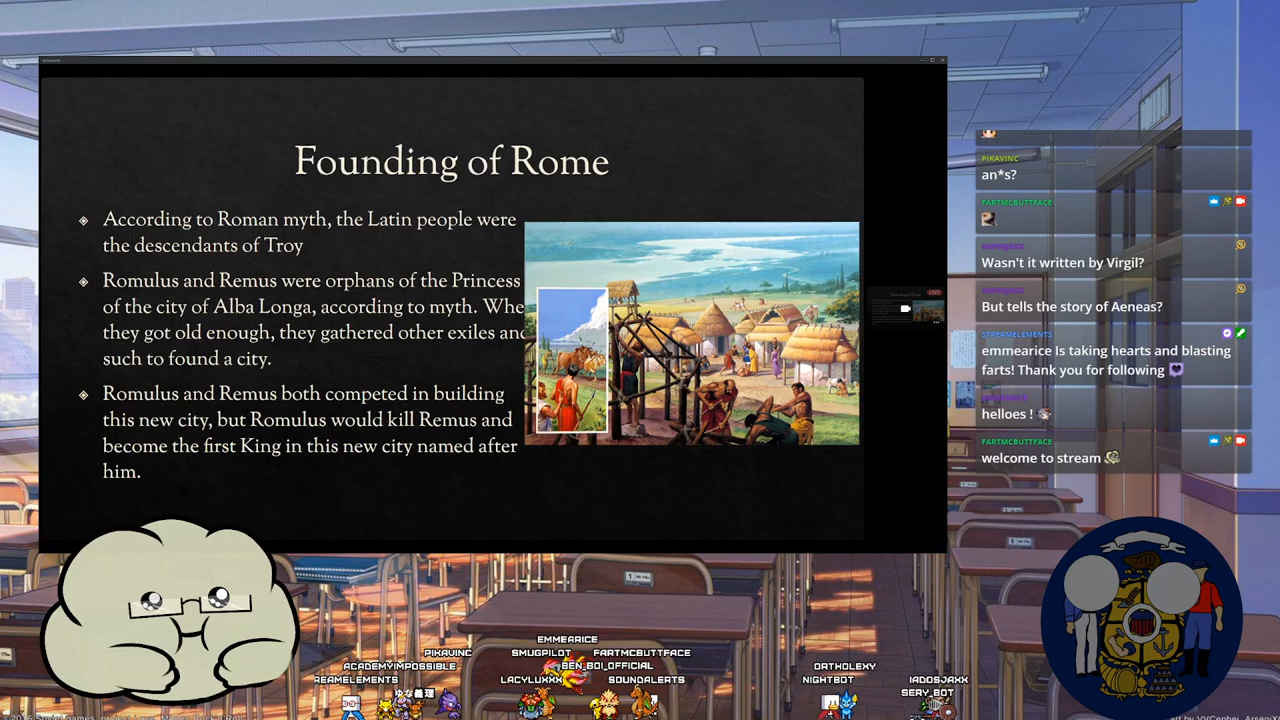 Founding of Rome
According to Roman myth, the Latin people were
the descendants of Troy
Romulus and Remus were orphans of the Princess
of the city of Alba Longa, according to myth. Whe
they got old enough, they gathered other exiles and
such to found a city.
Romulus and Remus both competed in building
this new city, but Romulus would kill Remus and
become the first King in this new city named after
him.
LIVE
PIKAVINC
an*s?
FARTMCBUTTFACE
Wasn't it written by Virgil?
But tells the story of Aeneas?
STREAMELEMENTS
emmearice Is taking hearts and blasting
farts! Thank you for following
helloes !
FARTMCBUTTFACE
welcome to stream
EMMEARICE
PIKAVINC
SMUGPILOT
FARTMCBUTTFACE
ACADEMYIMPOSSIBLE
BEN_BOI_OFFICIAL
ORTHOLEXY
REAMELEMENTS
LACYLUXXX
SOUNDALERTS
NIGHTBOT
IADOSJAXX
ゆな義理
SERY_BOT